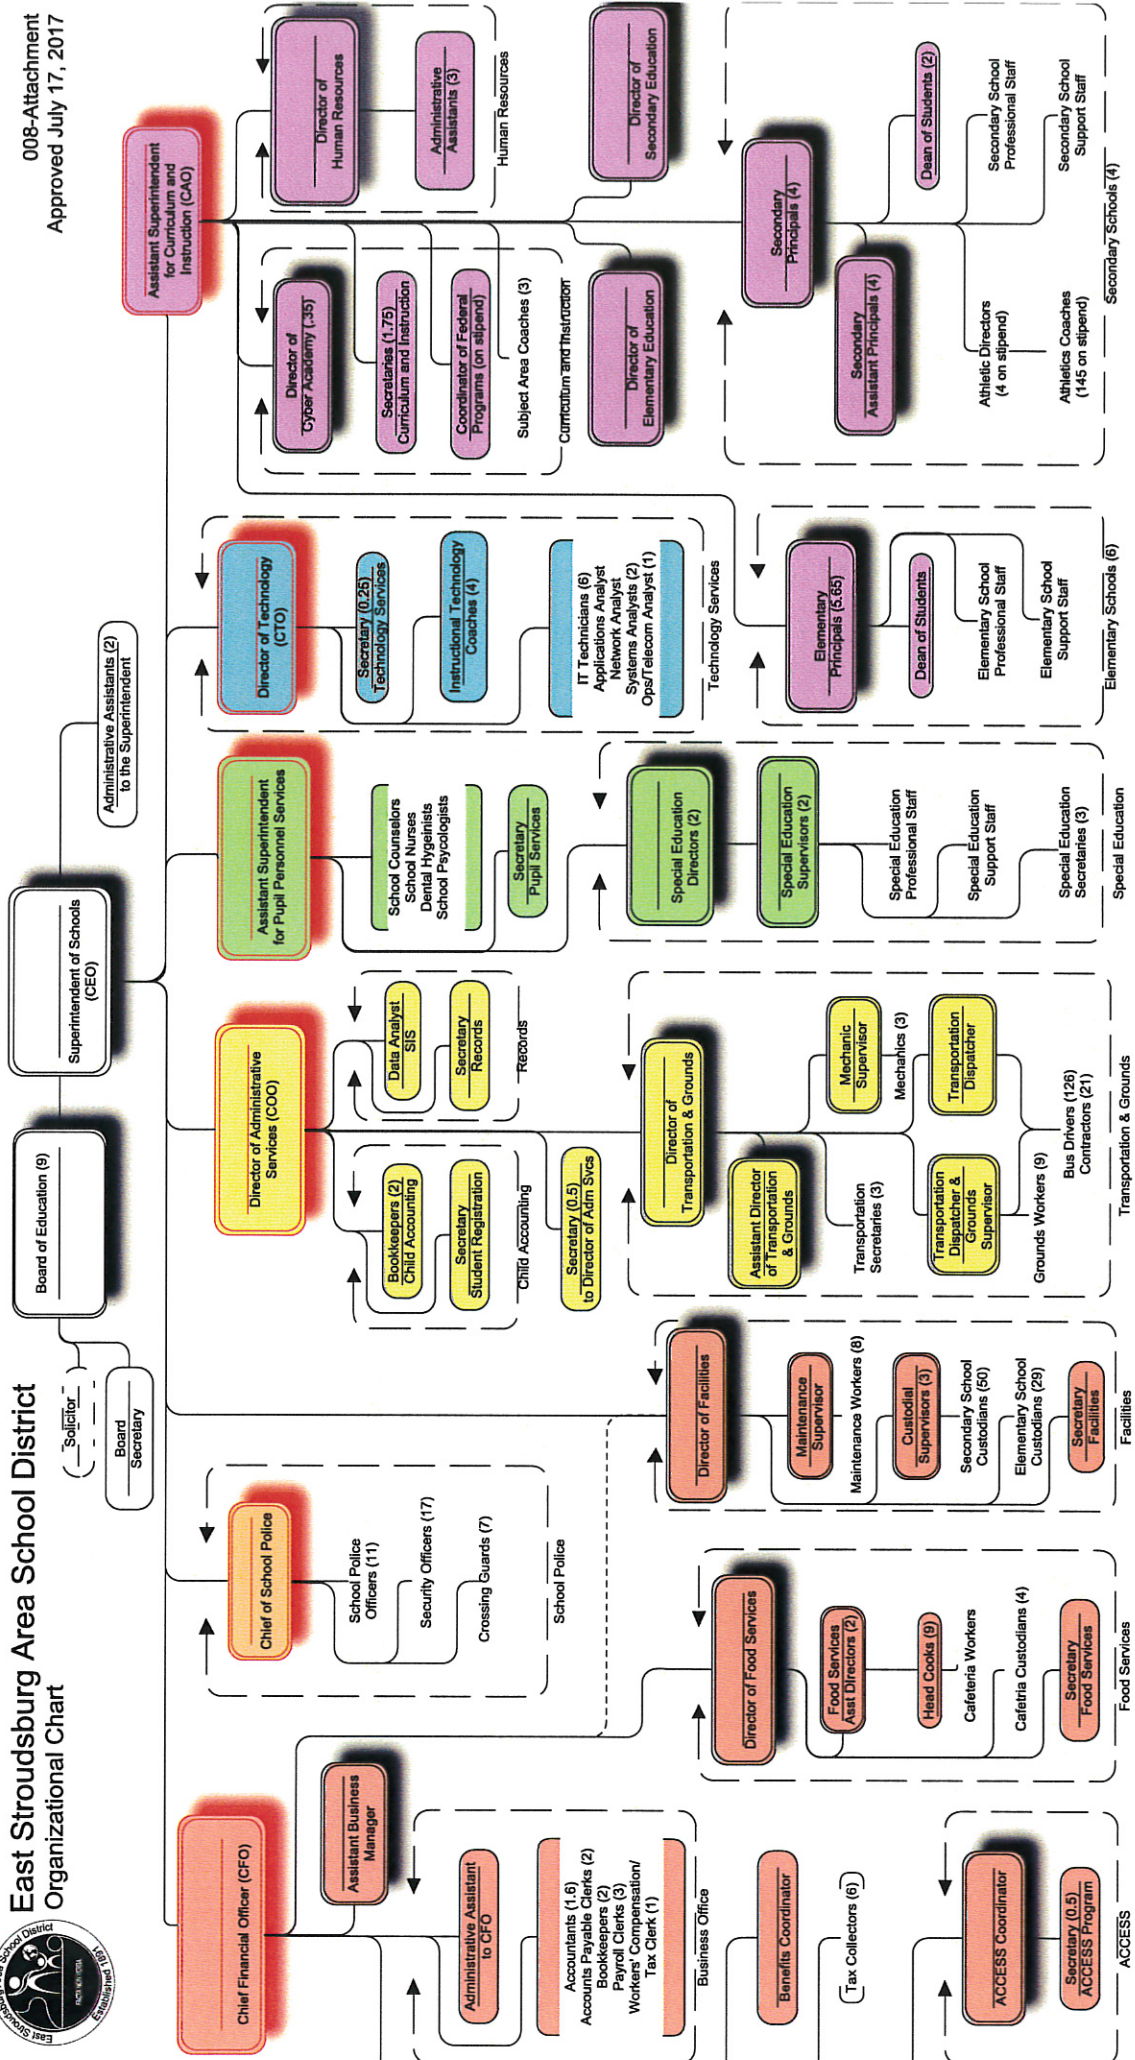 008-Attachment
Approved July 17, 2017
East Stroudsburg Area School District
Organizational Chart
East Stroudsburg Area School District
Established 1891
Board of Education (9)
Solicitor
Board
Secretary
Superintendent of Schools
(CEO)
Administrative Assistants (2)
to the Superintendent
Chief Financial Officer (CFO)
Assistant Business
Manager
Administrative Assistant
to CFO
Accountants (1.6)
Accounts Payable Clerks (2)
Bookkeepers (2)
Payroll Clerks (3)
Workers' Compensation/
Tax Clerk (1)
Business Office
Benefits Coordinator
Tax Collectors (6)
ACCESS Coordinator
Secretary (0.5)
ACCESS Program
ACCESS
Director of Food Services
Food Services
Asst Directors (2)
Head Cooks (9)
Cafeteria Workers
Cafetria Custodians (4)
Secretary
Food Services
Food Services
Chief of School Police
School Police
Officers (11)
Security Officers (17)
Crossing Guards (7)
School Police
Director of Facilities
Maintenance
Supervisor
Maintenance Workers (8)
Custodial
Supervisors (3)
Secondary School
Custodians (50)
Elementary School
Custodians (29)
Secretary
Facilities
Facilities
Director of Administrative
Services (COO)
Bookkeepers (2)
Child Accounting
Secretary
Student Registration
Child Accounting
Data Analyst
SIS
Secretary
Records
Records
Secretary (0.5)
to Director of Adm Svcs
Director of
Transportation & Grounds
Assistant Director
of Transportation
& Grounds
Mechanic
Supervisor
Mechanics (3)
Transportation
Secretaries (3)
Transportation
Dispatcher &
Grounds
Supervisor
Transportation
Dispatcher
Grounds Workers (9)
Bus Drivers (126)
Contractors (21)
Transportation & Grounds
Assistant Superintendent
for Pupil Personnel Services
School Counselors
School Nurses
Dental Hygeinists
School Psycologists
Secretary
Pupil Services
Special Education
Directors (2)
Special Education
Supervisors (2)
Special Education
Professional Staff
Special Education
Support Staff
Special Education
Secretaries (3)
Special Education
Director of Technology
(CTO)
Secretary (0.25)
Technology Services
Instructional Technology
Coaches (4)
IT Technicians (6)
Applications Analyst
Network Analyst
Systems Analysts (2)
Ops/Telecom Analyst (1)
Technology Services
Assistant Superintendent
for Curriculum and
Instruction (CAO)
Director of
Cyber Academy (.35)
Secretaries (1.75)
Curriculum and Instruction
Coordinator of Federal
Programs (on stipend)
Subject Area Coaches (3)
Curriculum and Instruction
Director of
Human Resources
Administrative
Assistants (3)
Human Resources
Director of
Elementary Education
Director of
Secondary Education
Elementary
Principals (5.65)
Dean of Students
Elementary School
Professional Staff
Elementary School
Support Staff
Elementary Schools (6)
Secondary
Principals (4)
Secondary
Assistant Principals (4)
Dean of Students (2)
Athletic Directors
(4 on stipend)
Secondary School
Professional Staff
Athletics Coaches
(145 on stipend)
Secondary School
Support Staff
Secondary Schools (4)